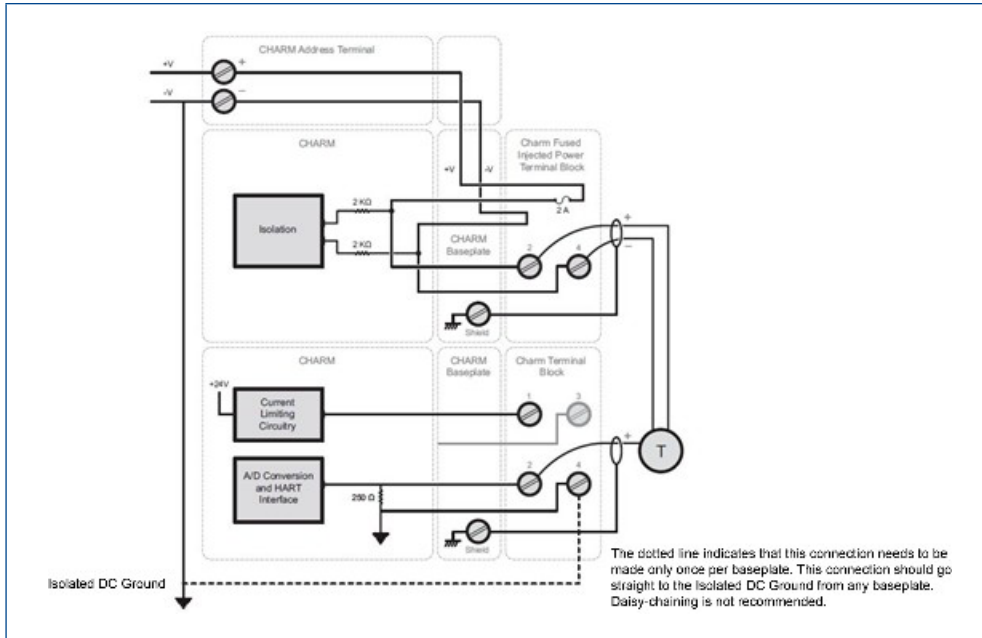 CHARM Address Terminal
+V
+
-V
−
CHARM
Charm Fused
Injected Power
Terminal Block
+V
-V
2 KΩ
2 A
Isolation
2 KΩ
CHARM
Baseplate
2
4
+
−
Shield
CHARM
CHARM
Baseplate
Charm Terminal
Block
+24V
Current
Limiting
Circuitry
1
3
+
T
A/D Conversion
and HART
Interface
250 Ω
2
4
Shield
The dotted line indicates that this connection needs to be
made only once per baseplate. This connection should go
straight to the Isolated DC Ground from any baseplate.
Daisy-chaining is not recommended.
Isolated DC Ground